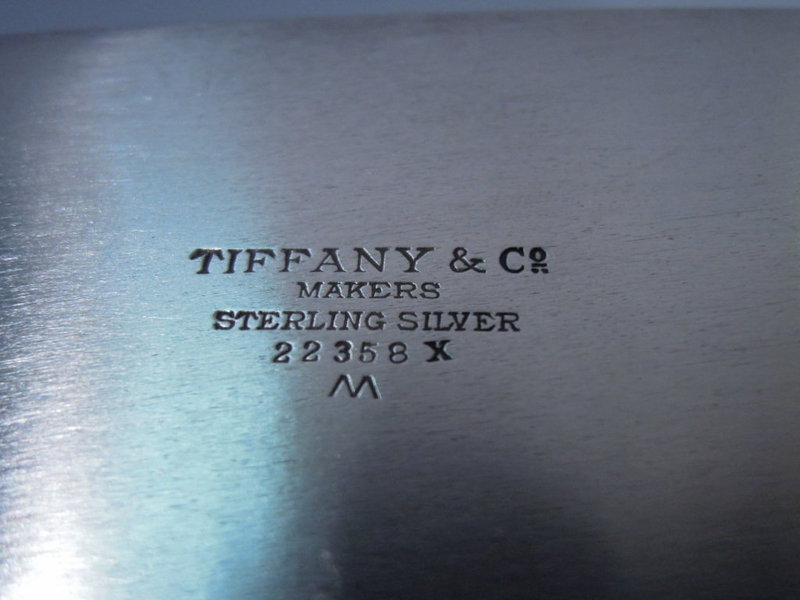 TIFFANY & Co
MAKERS
STERLING SILVER
22358 X
M